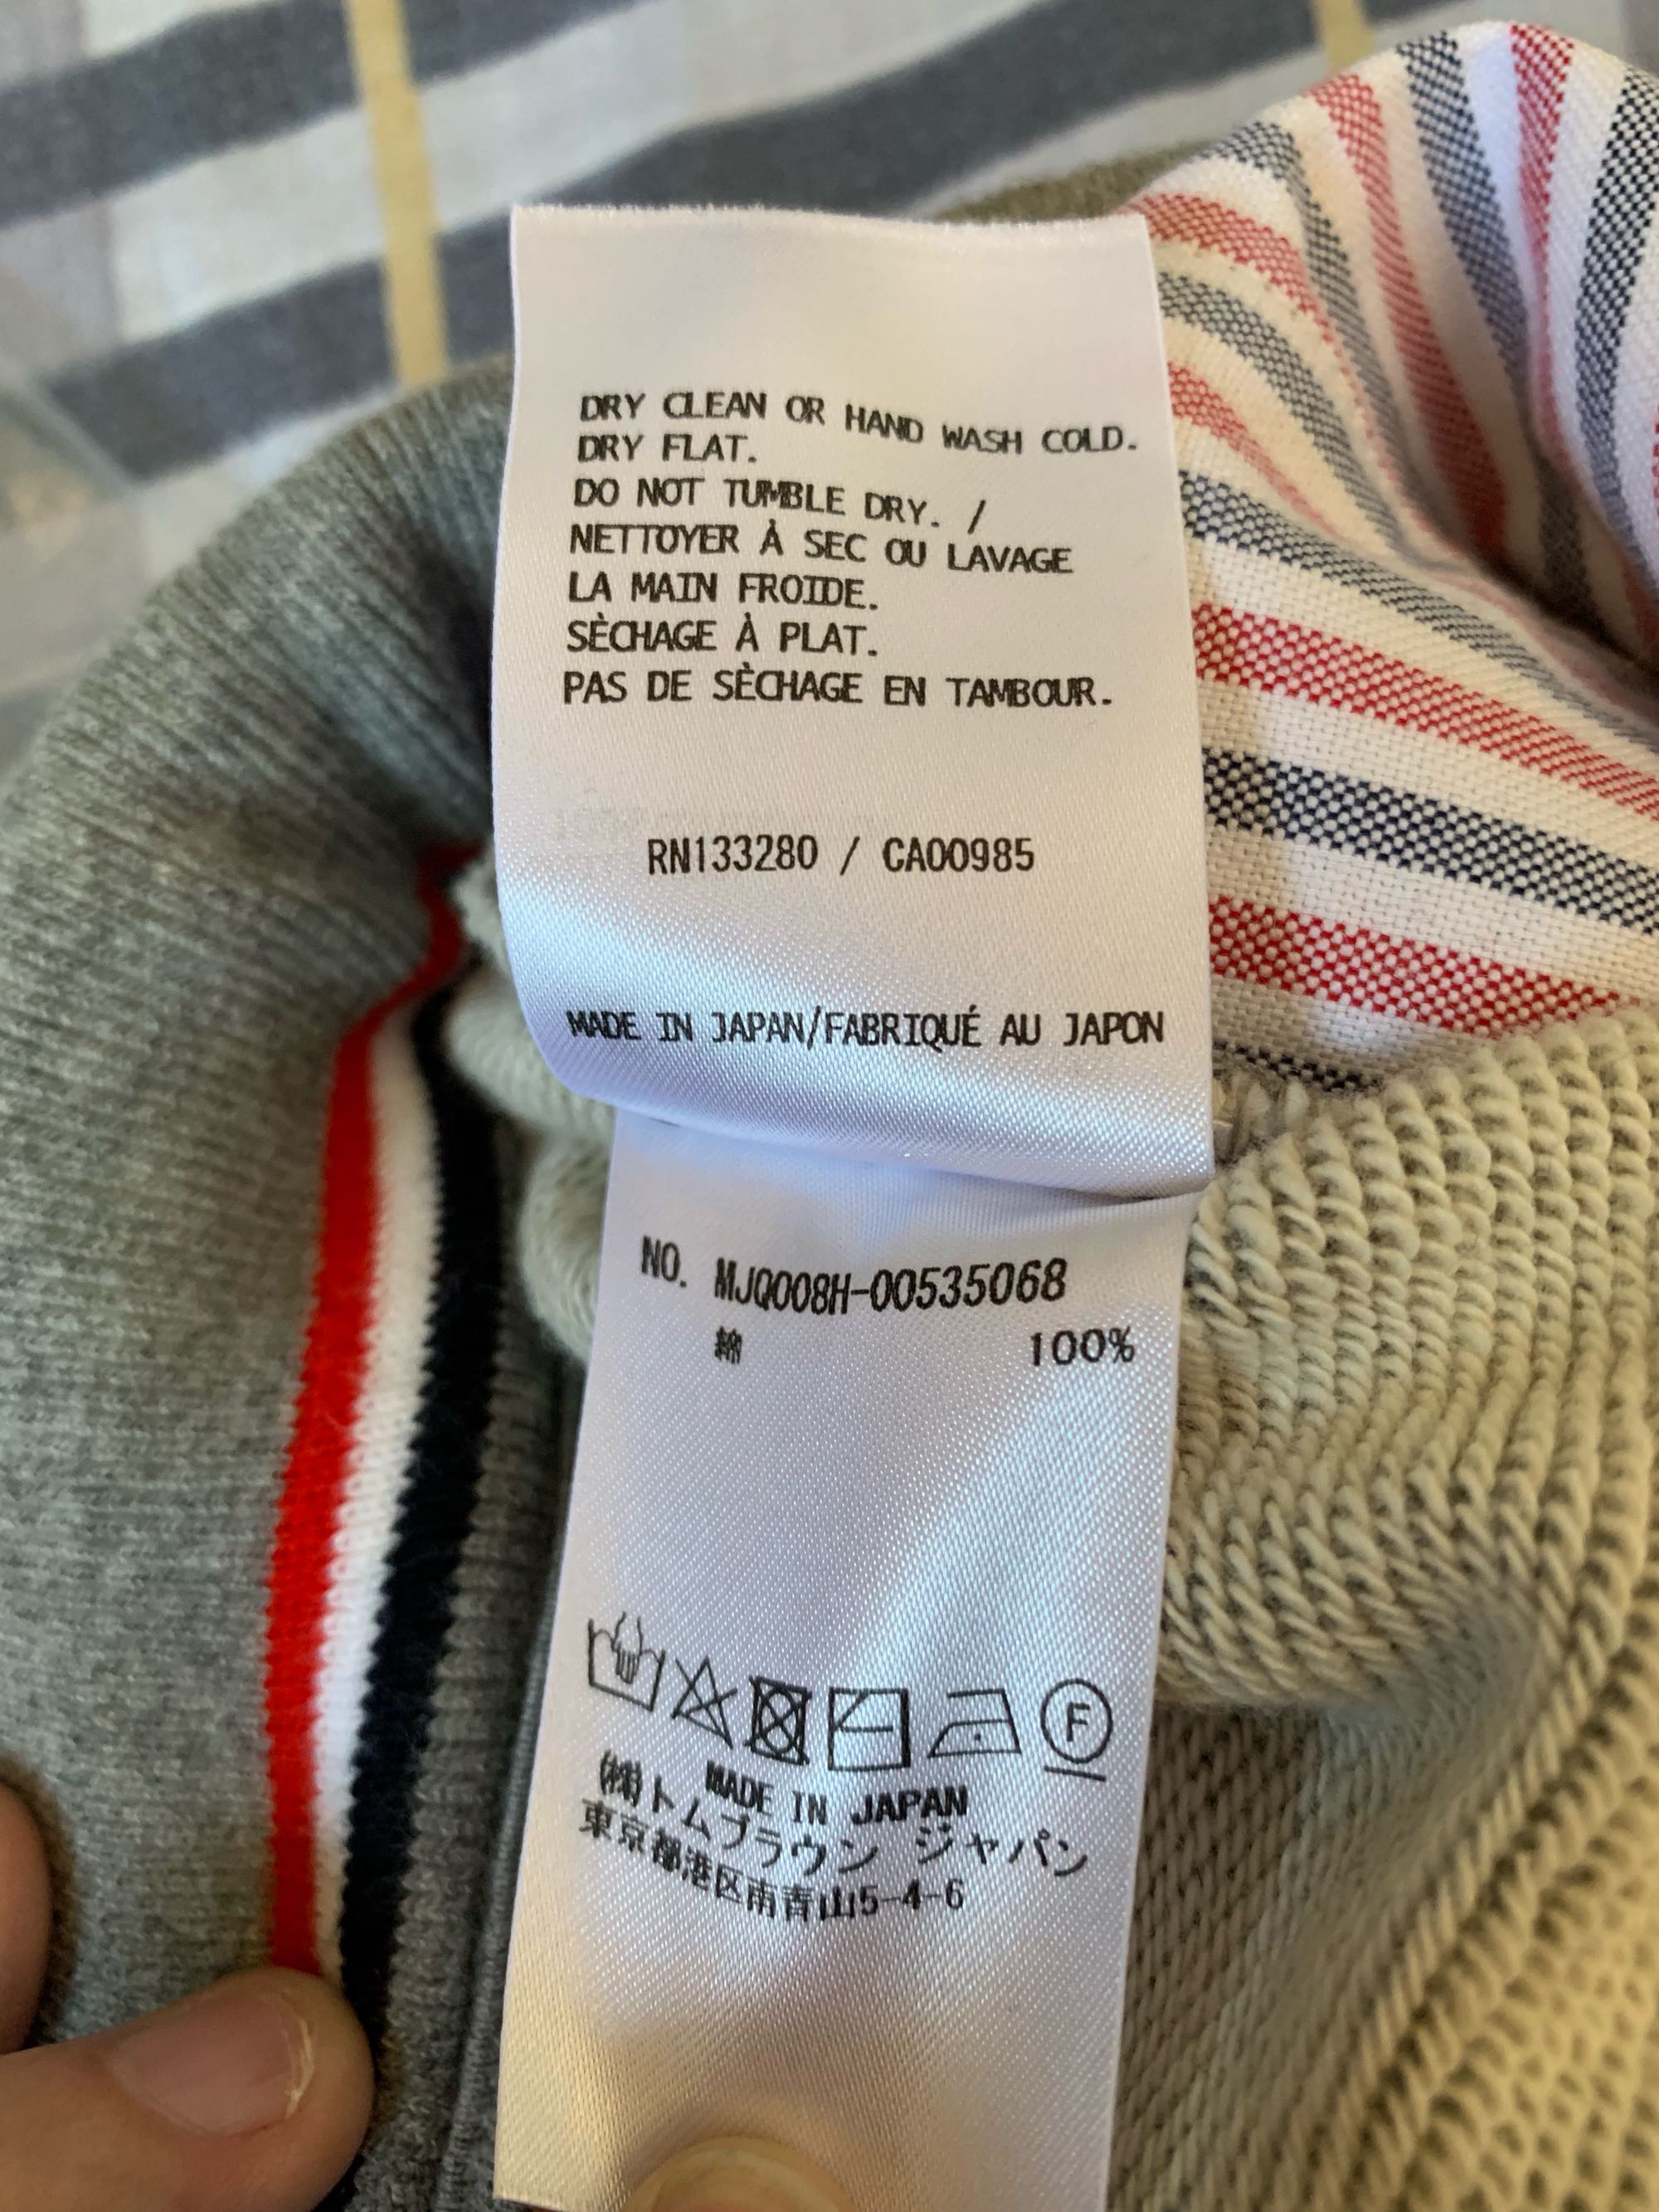 DRY CLEAN OR HAND WASH COLD.
DRY FLAT.
DO NOT TUMBLE DRY. /
NETTOYER À SEC OU LAVAGE
LA MAIN FROIDE.
SÈCHAGE À PLAT.
PAS DE SÈCHAGE EN TAMBOUR.
RN133280 / CA00985
MADE IN JAPAN/FABRIQUÉ AU JAPON
NO. MJQ008H-00535068
綿 100%
F
MADE IN JAPAN
(株)トムブラウン ジャパン
東京都港区南青山5-4-6